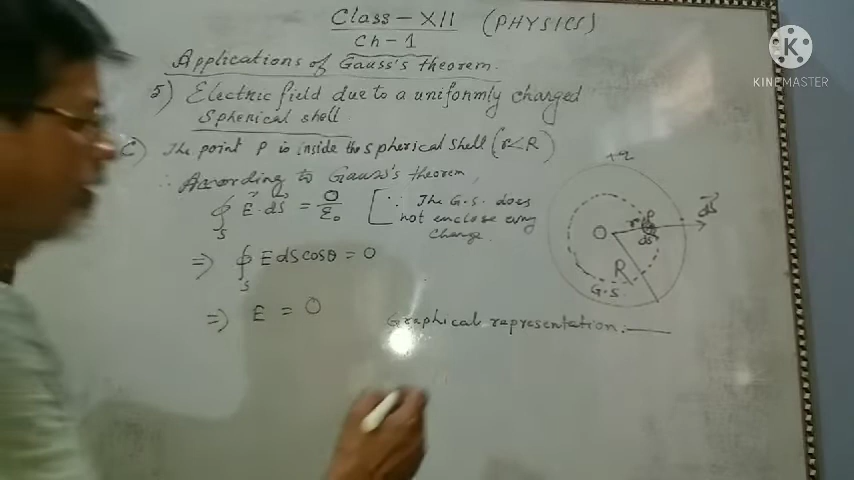 Class - XII (PHYSICS)
Ch - 1
Applications of Gauss's theorem.
5) Electric field due to a uniformly charged
Spherical shell
C) The point P is inside the spherical shell (r<R)
∴ According to Gauss's theorem,
∮ E⃗·ds⃗ = 0/ε₀ [∵ The G.S. does
S
not enclose any
charge.
=> ∮ E ds cosθ = 0
S
=> E = 0
Graphical representation:—
+q
O r P ds⃗
ds
R
G.S.
K
KINEMASTER